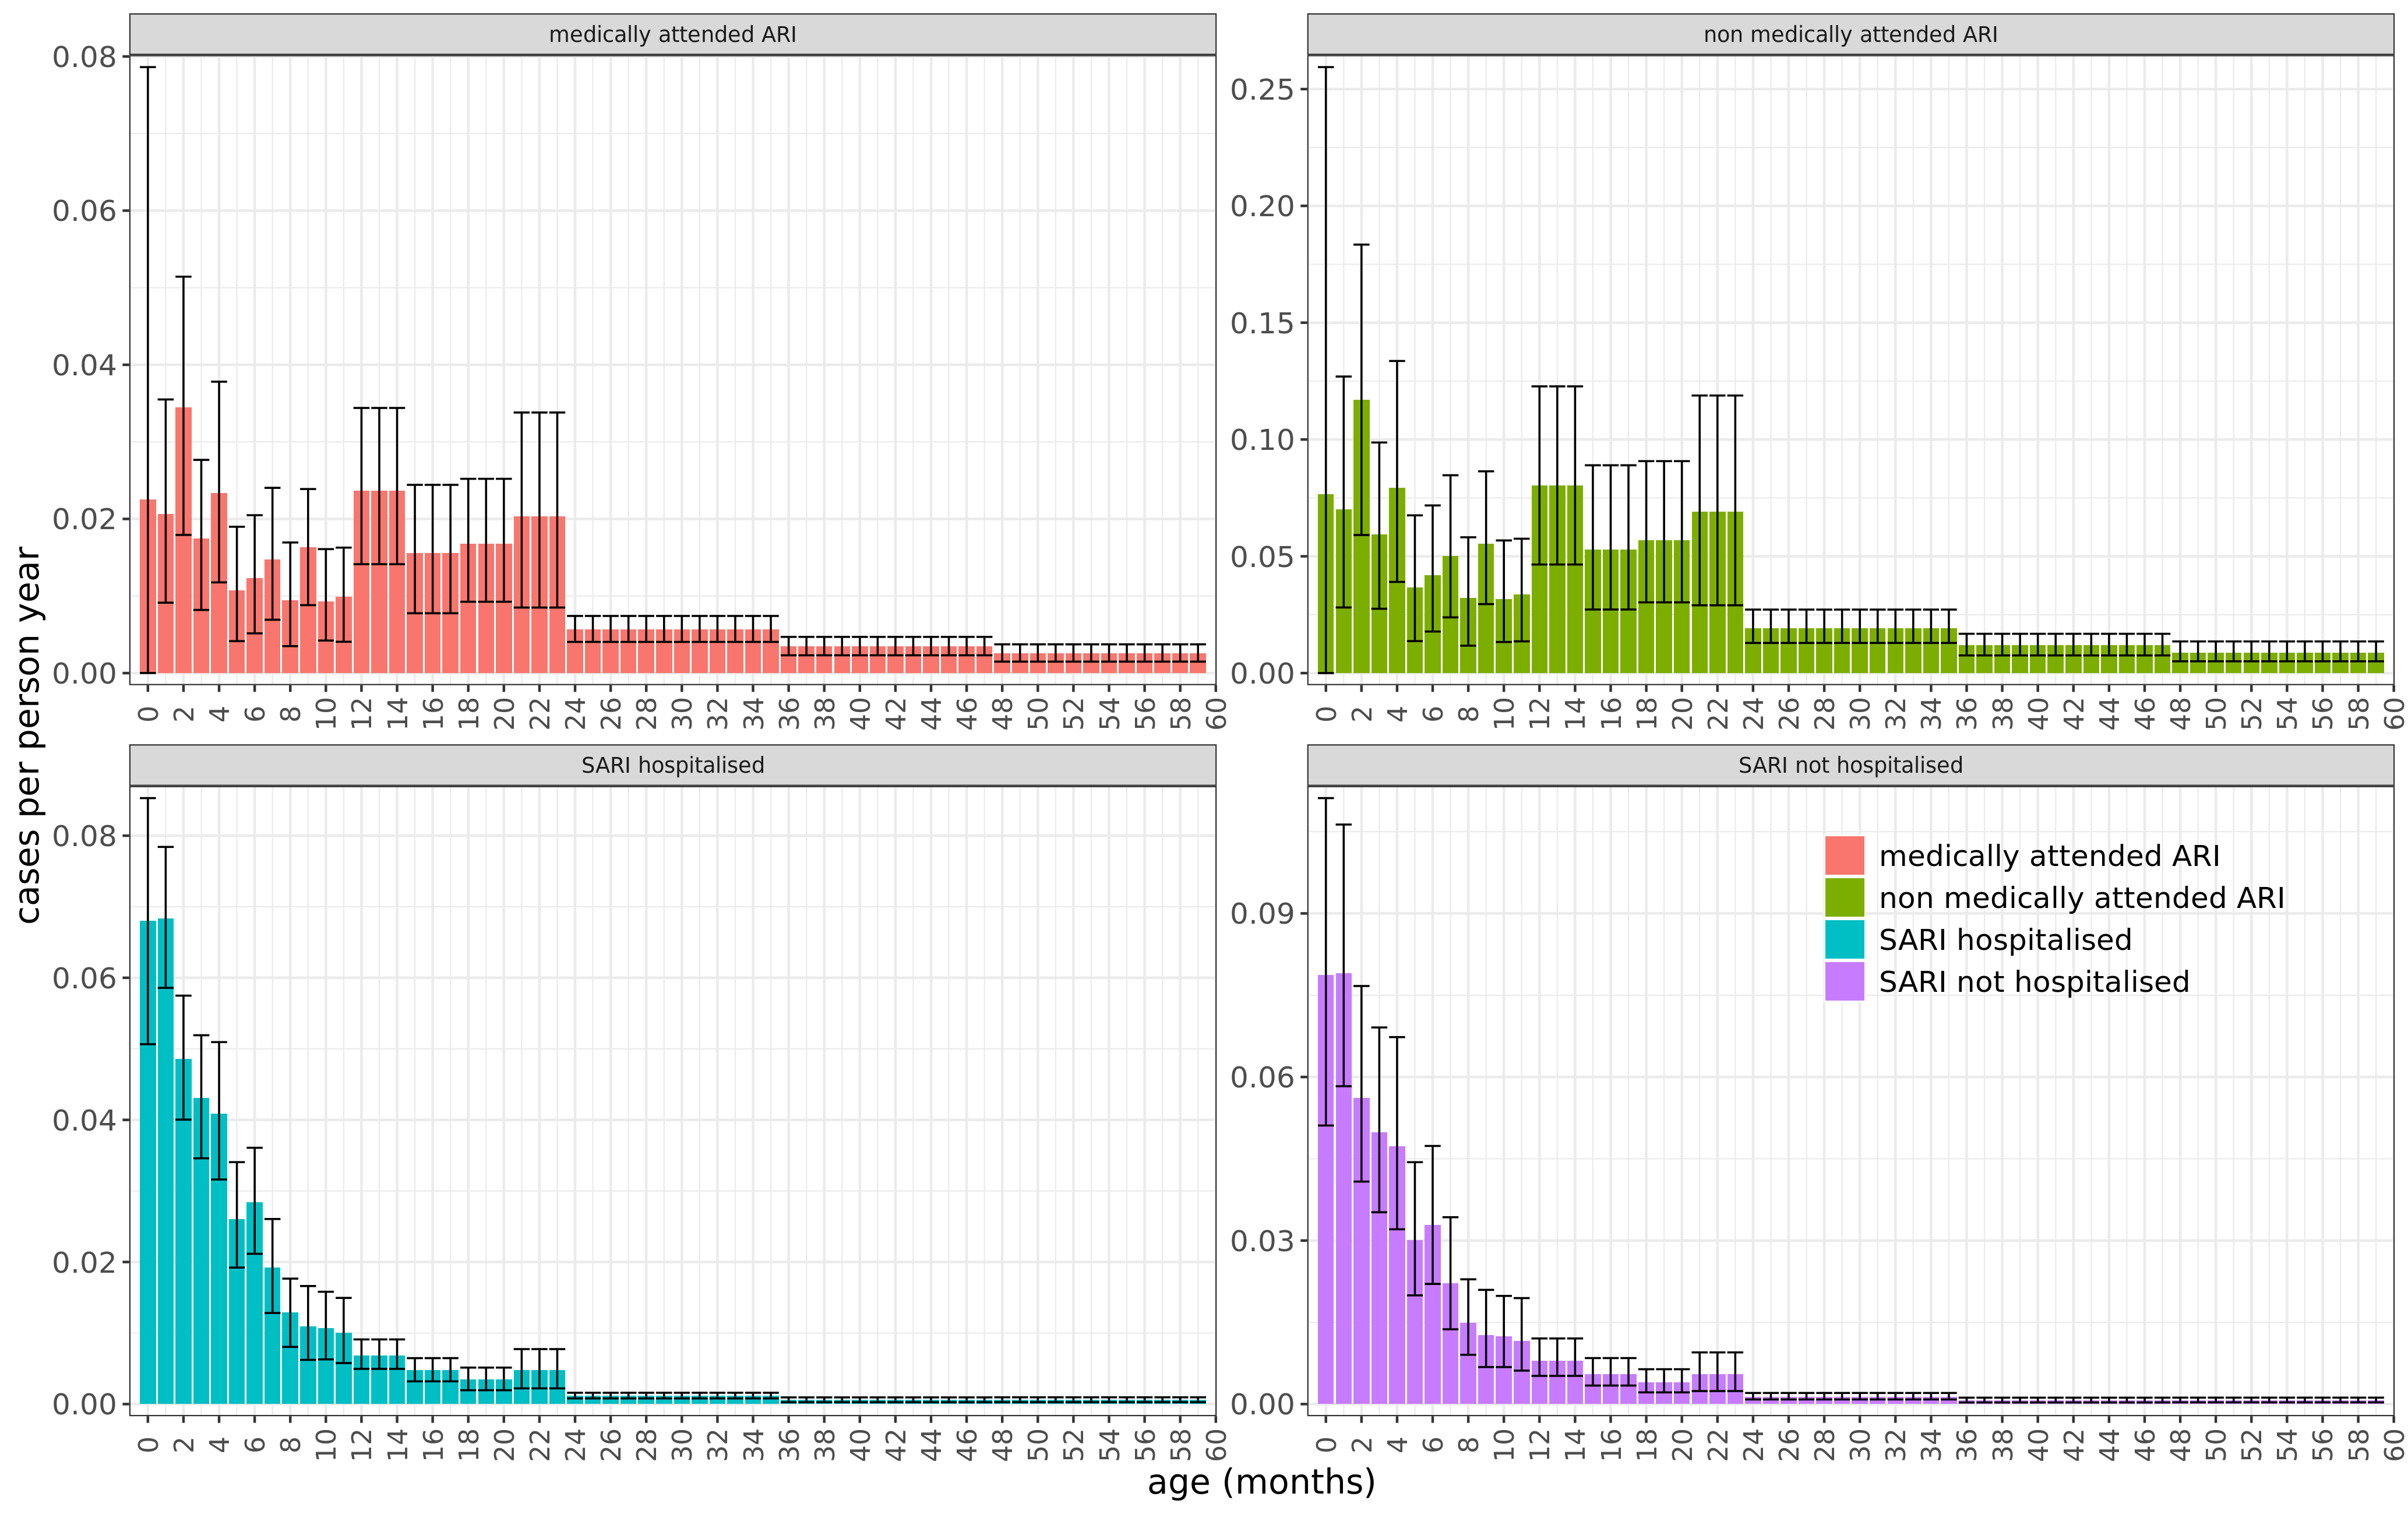 medically attended ARI
non medically attended ARI
0.08
0.06
0.04
0.02
0.00
0.25
0.20
0.15
0.10
0.05
0.00
0 2 4 6 8 10 12 14 16 18 20 22 24 26 28 30 32 34 36 38 40 42 44 46 48 50 52 54 56 58 60
0 2 4 6 8 10 12 14 16 18 20 22 24 26 28 30 32 34 36 38 40 42 44 46 48 50 52 54 56 58 60
cases per person year
SARI hospitalised
SARI not hospitalised
0.08
0.06
0.04
0.02
0.00
0.09
0.06
0.03
0.00
medically attended ARI
non medically attended ARI
SARI hospitalised
SARI not hospitalised
0 2 4 6 8 10 12 14 16 18 20 22 24 26 28 30 32 34 36 38 40 42 44 46 48 50 52 54 56 58 60
0 2 4 6 8 10 12 14 16 18 20 22 24 26 28 30 32 34 36 38 40 42 44 46 48 50 52 54 56 58 60
age (months)